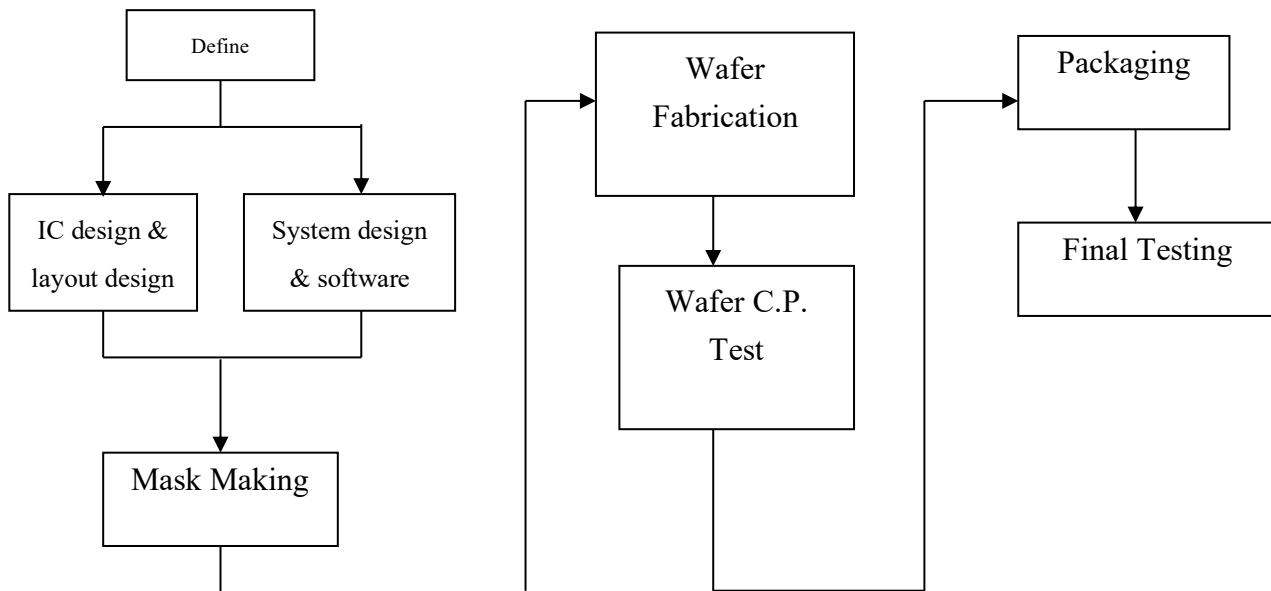 Define
IC design &
layout design
System design
& software
Mask Making
Wafer
Fabrication
Wafer C.P.
Test
Packaging
Final Testing